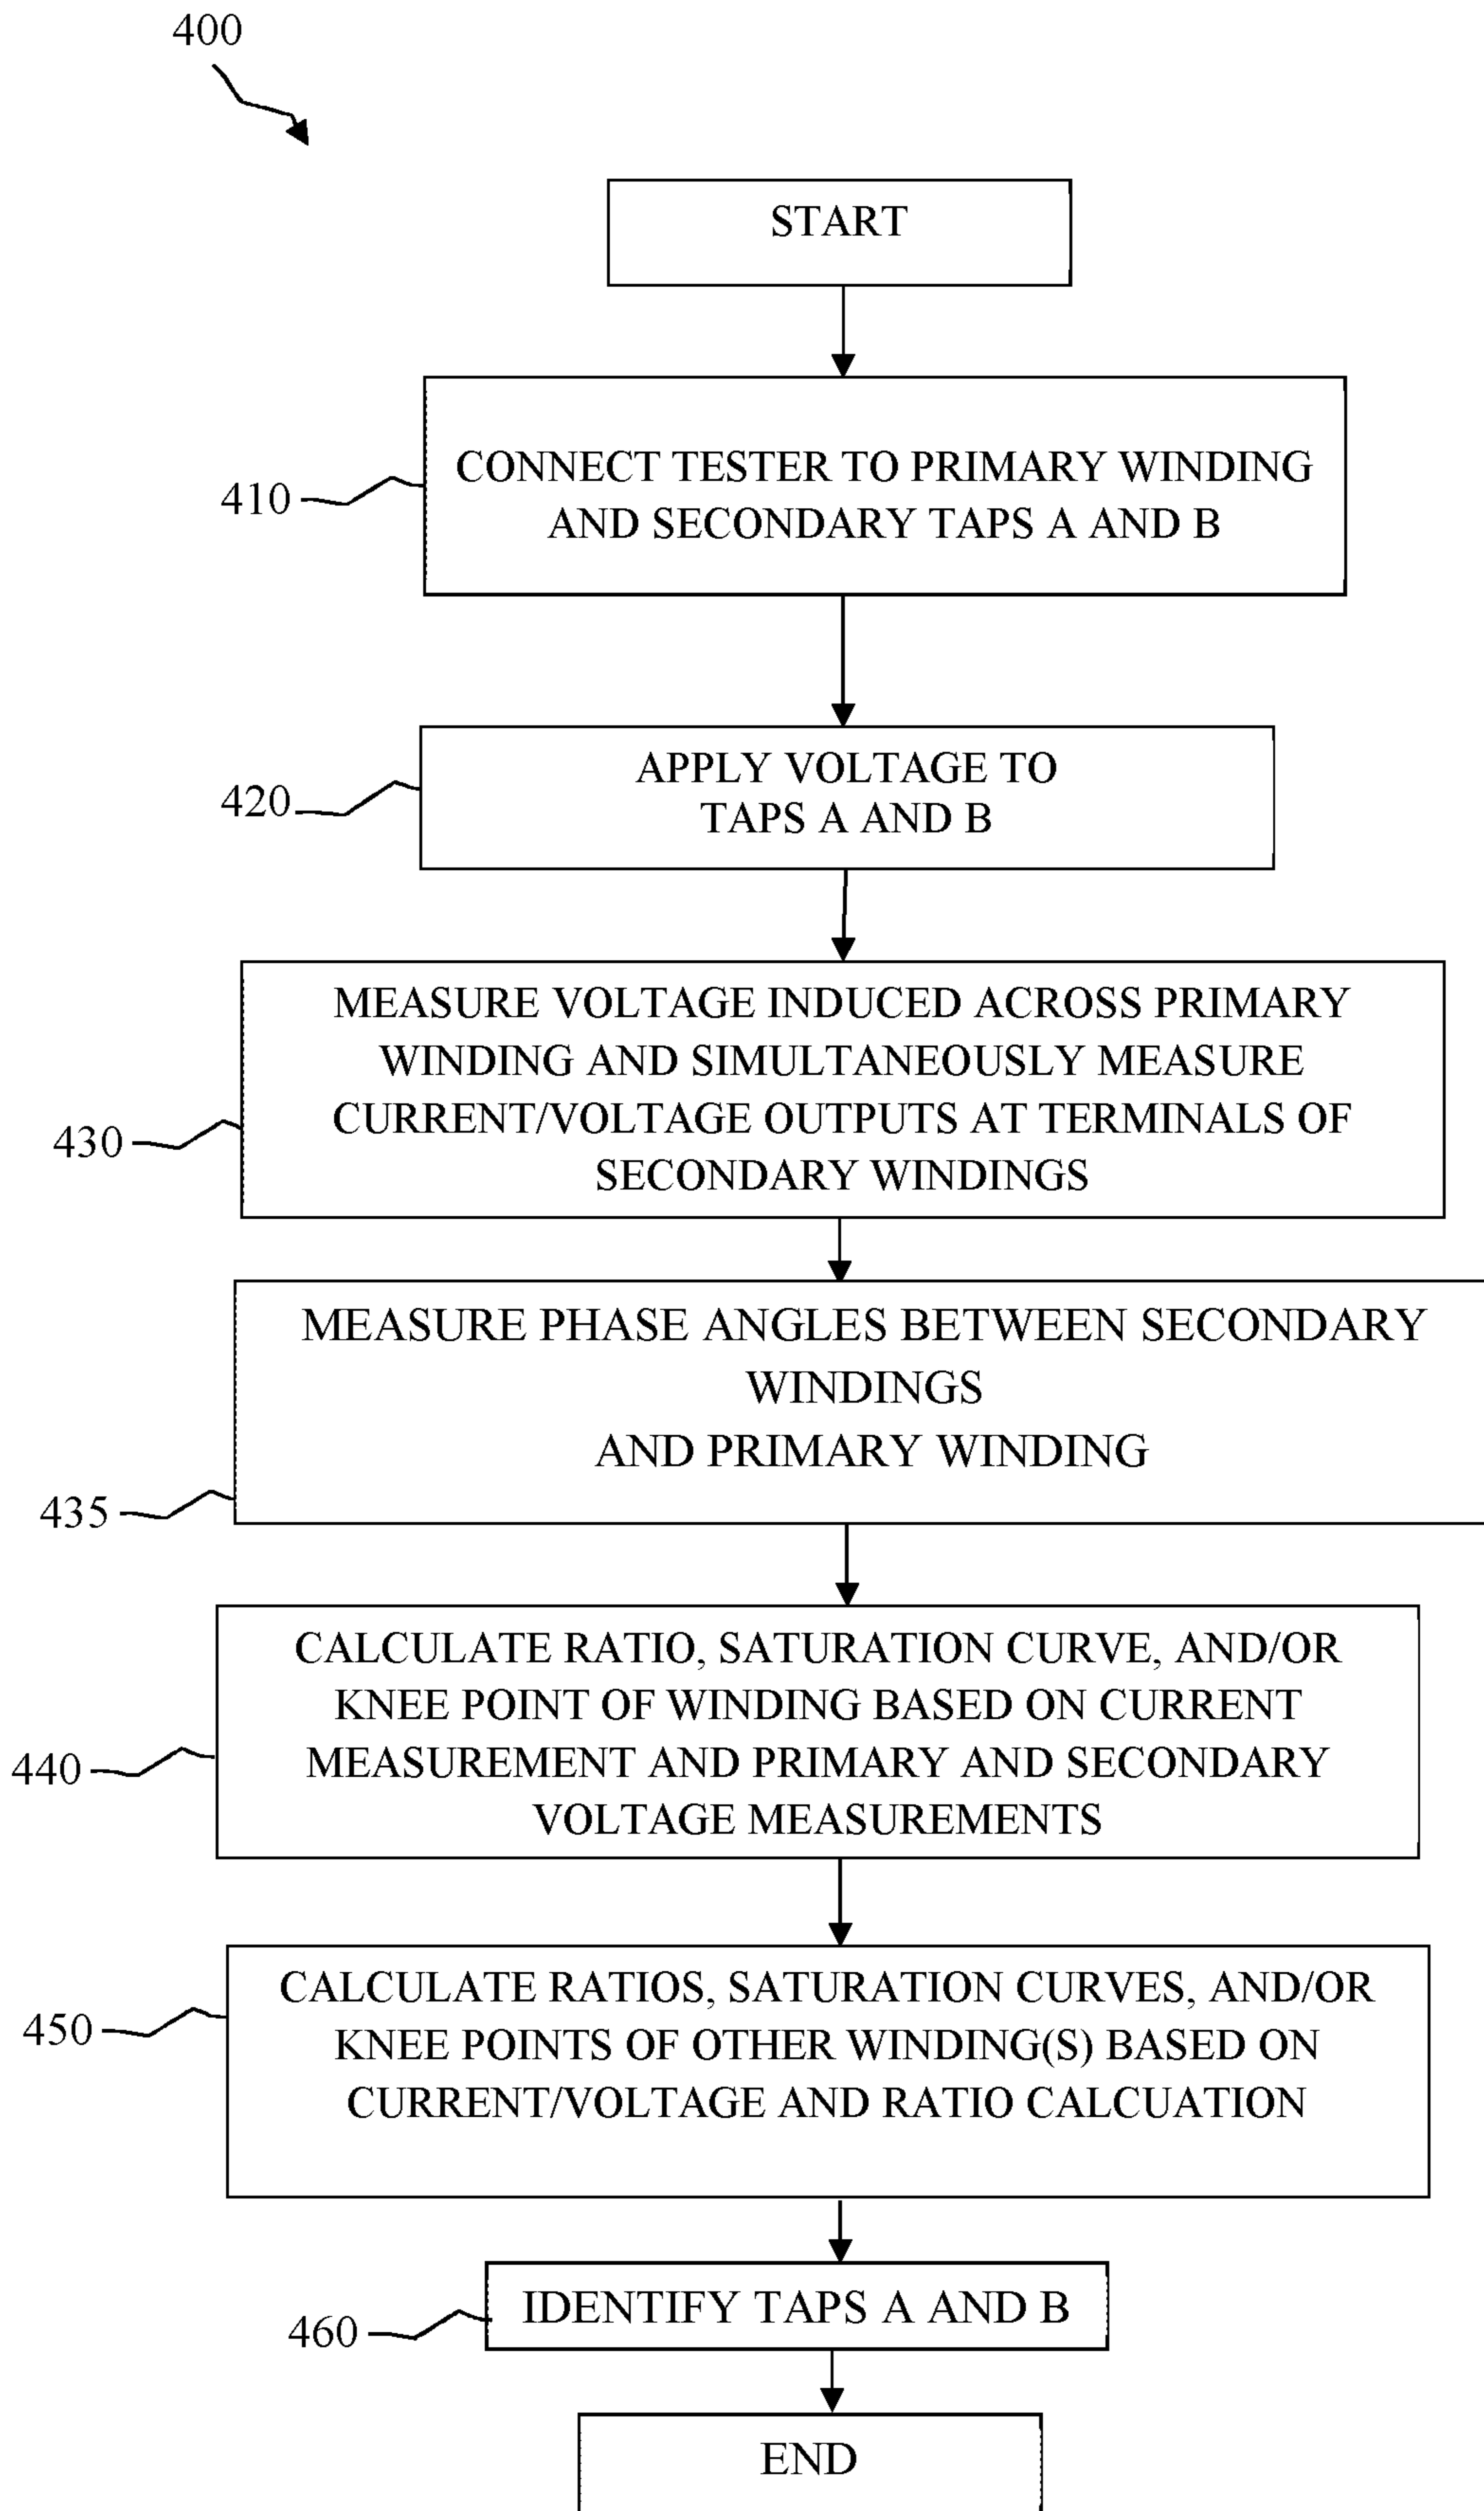 400
START
410
CONNECT TESTER TO PRIMARY WINDING
AND SECONDARY TAPS A AND B
420
APPLY VOLTAGE TO
TAPS A AND B
430
MEASURE VOLTAGE INDUCED ACROSS PRIMARY
WINDING AND SIMULTANEOUSLY MEASURE
CURRENT/VOLTAGE OUTPUTS AT TERMINALS OF
SECONDARY WINDINGS
435
MEASURE PHASE ANGLES BETWEEN SECONDARY
WINDINGS
AND PRIMARY WINDING
440
CALCULATE RATIO, SATURATION CURVE, AND/OR
KNEE POINT OF WINDING BASED ON CURRENT
MEASUREMENT AND PRIMARY AND SECONDARY
VOLTAGE MEASUREMENTS
450
CALCULATE RATIOS, SATURATION CURVES, AND/OR
KNEE POINTS OF OTHER WINDING(S) BASED ON
CURRENT/VOLTAGE AND RATIO CALCUATION
460
IDENTIFY TAPS A AND B
END